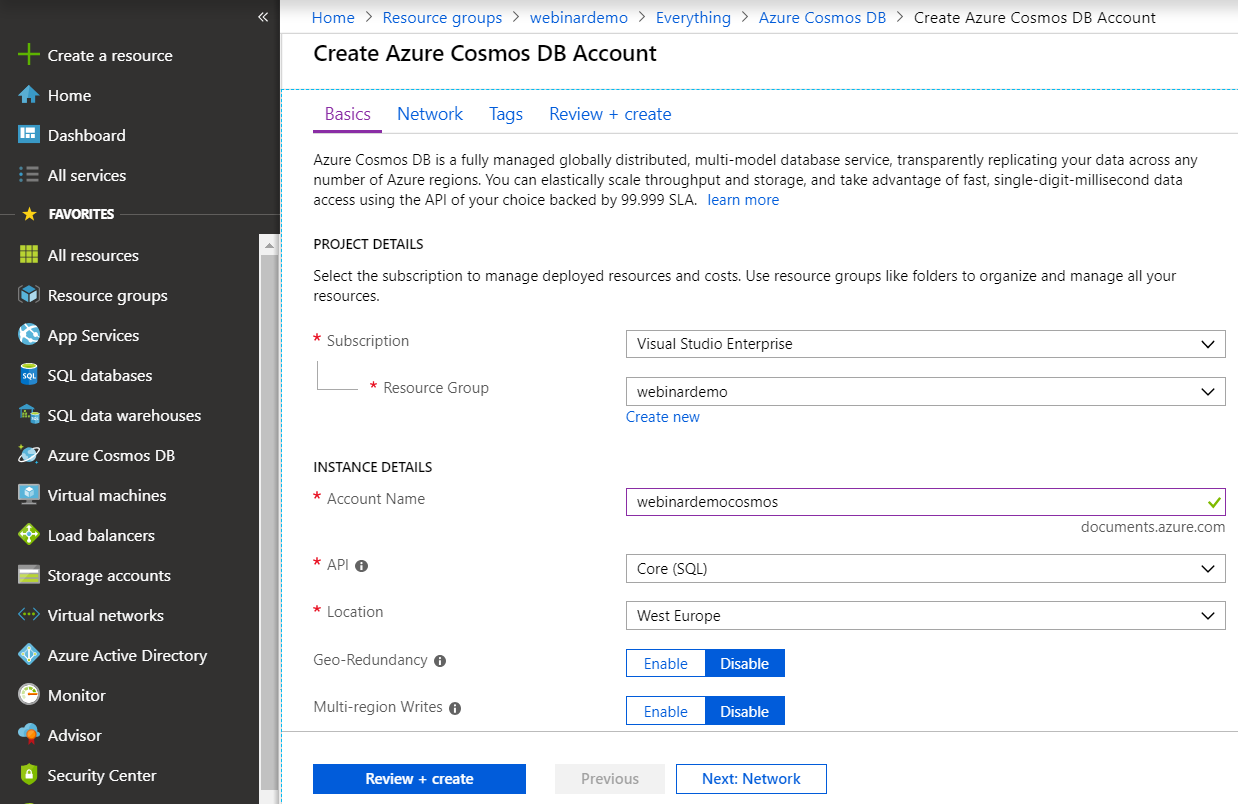 «
Create a resource
Home
Dashboard
All services
FAVORITES
All resources
Resource groups
App Services
SQL databases
SQL data warehouses
Azure Cosmos DB
Virtual machines
Load balancers
Storage accounts
Virtual networks
Azure Active Directory
Monitor
Advisor
Security Center
Home > Resource groups > webinardemo > Everything > Azure Cosmos DB > Create Azure Cosmos DB Account
Create Azure Cosmos DB Account
Basics Network Tags Review + create
Azure Cosmos DB is a fully managed globally distributed, multi-model database service, transparently replicating your data across any
number of Azure regions. You can elastically scale throughput and storage, and take advantage of fast, single-digit-millisecond data
access using the API of your choice backed by 99.999 SLA. learn more
PROJECT DETAILS
Select the subscription to manage deployed resources and costs. Use resource groups like folders to organize and manage all your
resources.
* Subscription Visual Studio Enterprise
* Resource Group webinardemo
Create new
INSTANCE DETAILS
* Account Name webinardemocosmos
documents.azure.com
* API Core (SQL)
* Location West Europe
Geo-Redundancy Enable Disable
Multi-region Writes Enable Disable
Review + create Previous Next: Network